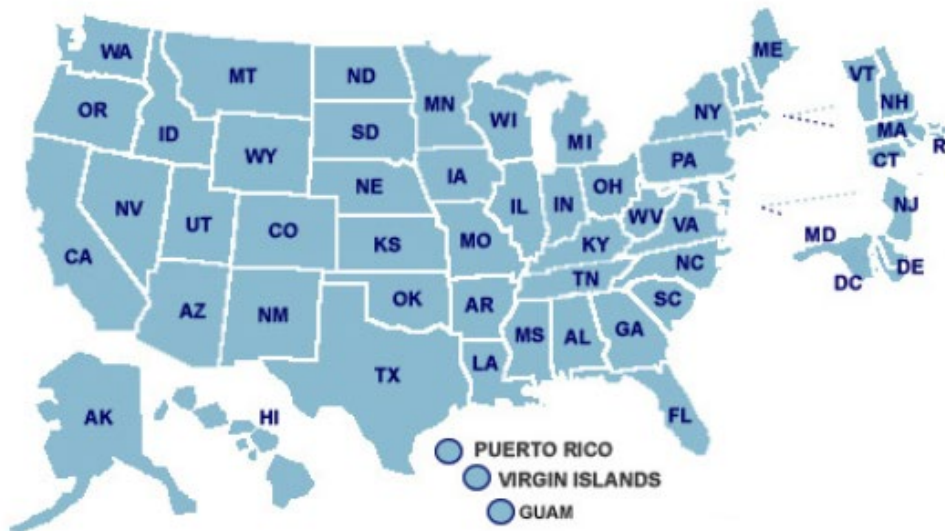 WA
MT
ND
MN
ME
VT
NH
OR
ID
SD
WI
MI
NY
MA
R
CT
WY
IA
PA
NE
IL
IN
OH
NV
UT
CO
KS
MO
KY
WV
VA
NJ
MD
DE
DC
CA
AZ
NM
OK
AR
TN
NC
SC
MS
AL
GA
TX
LA
FL
AK
HI
PUERTO RICO
VIRGIN ISLANDS
GUAM